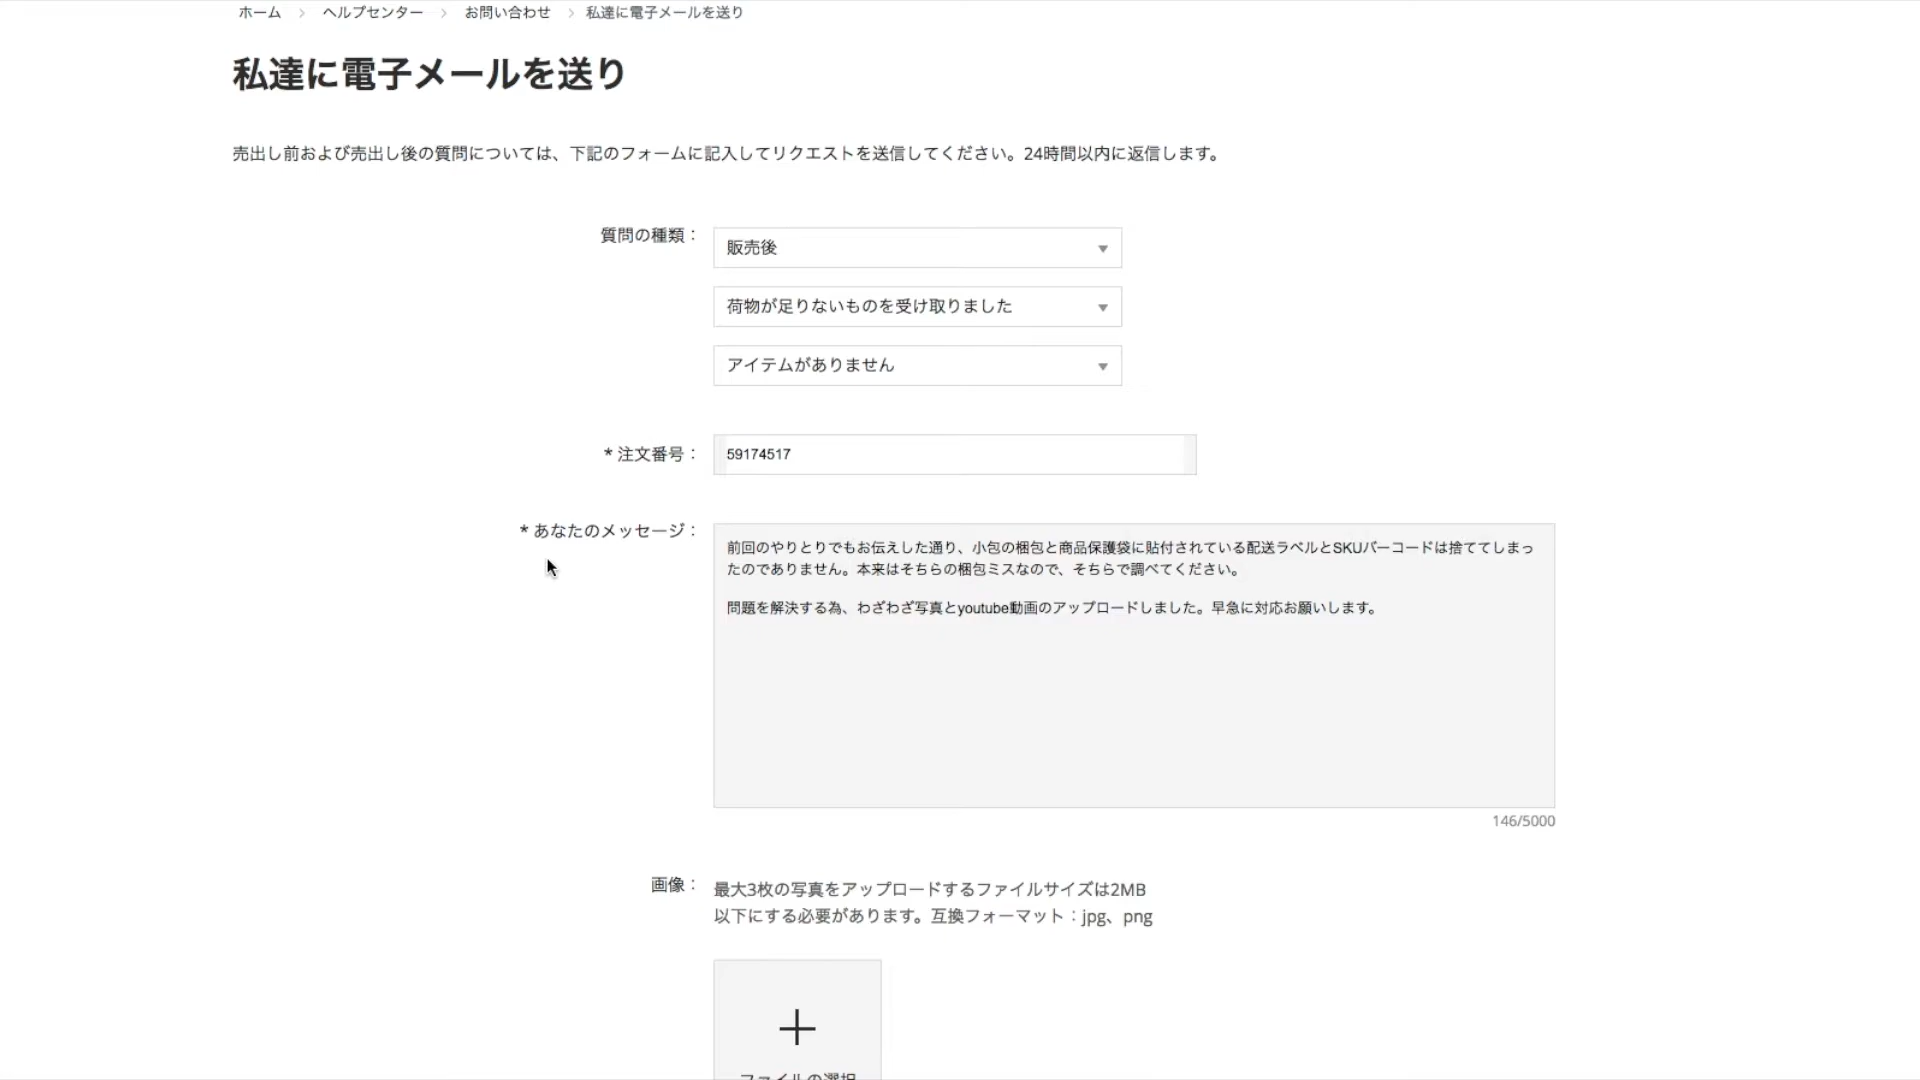 ホーム > ヘルプセンター > お問い合わせ > 私達に電子メールを送り
私達に電子メールを送り
売出し前および売出し後の質問については、下記のフォームに記入してリクエストを送信してください。24時間以内に返信します。
質問の種類： 販売後
荷物が足りないものを受け取りました
アイテムがありません
* 注文番号： 59174517
* あなたのメッセージ： 前回のやりとりでもお伝えした通り、小包の梱包と商品保護袋に貼付されている配送ラベルとSKUバーコードは捨ててしまっ
たのでありません。本来はそちらの梱包ミスなので、そちらで調べてください。
問題を解決する為、わざわざ写真とyoutube動画のアップロードしました。早急に対応お願いします。
146/5000
画像： 最大3枚の写真をアップロードするファイルサイズは2MB
以下にする必要があります。互換フォーマット：jpg、png
ファイルの選択